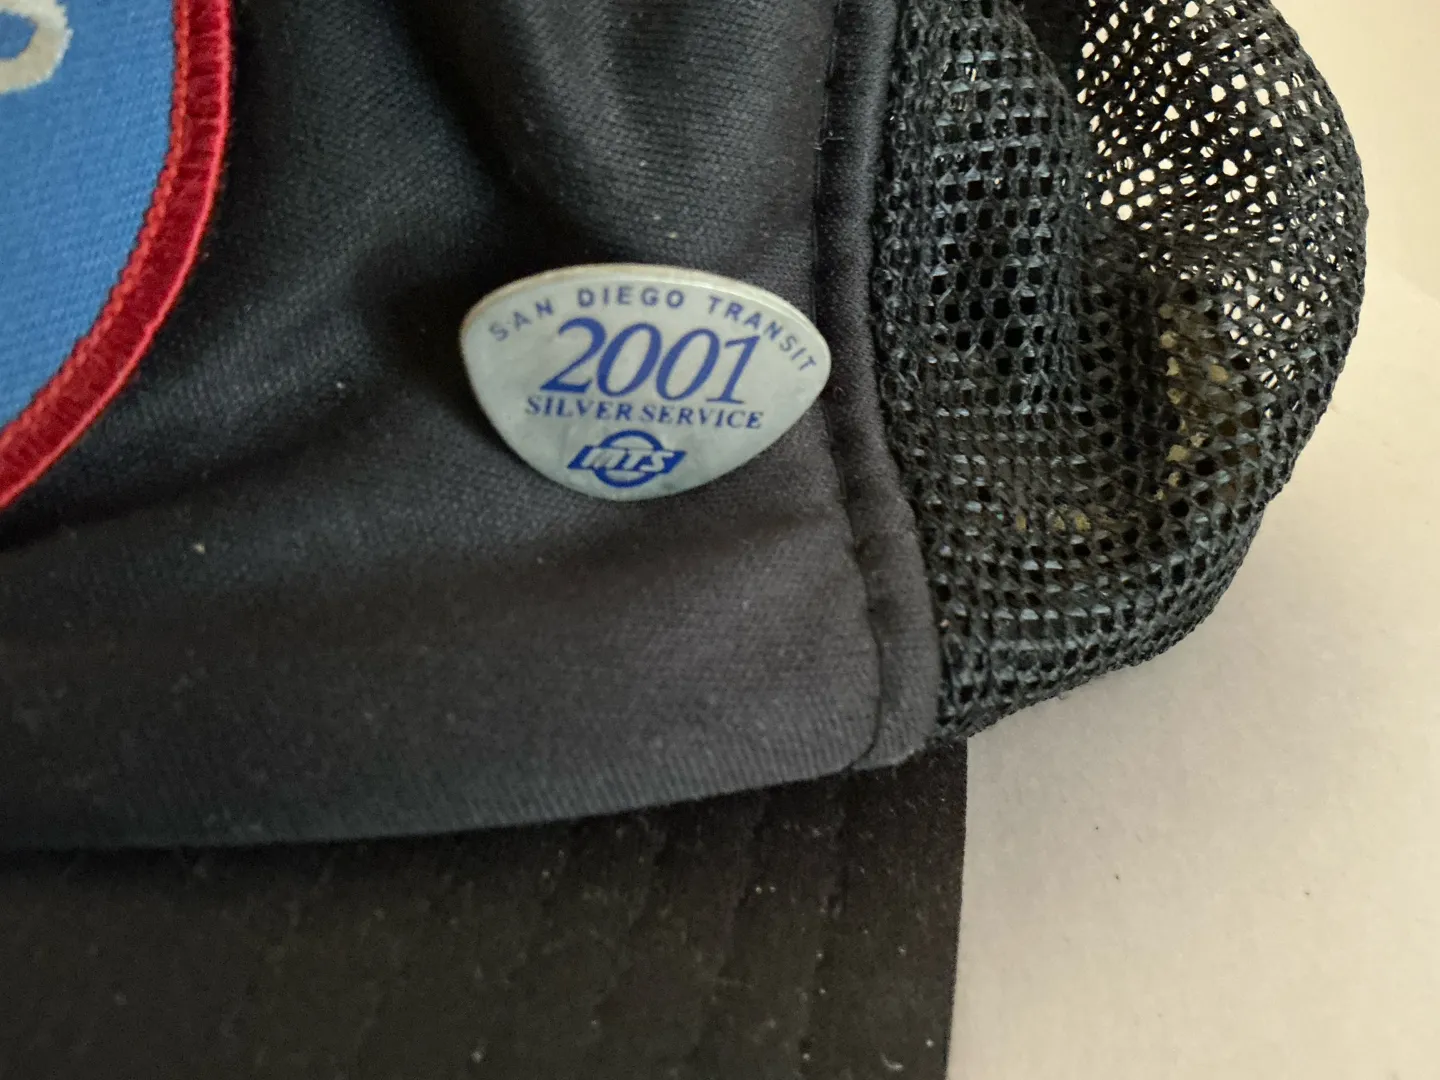 SAN DIEGO TRANSIT
2001
SILVER SERVICE
MTS